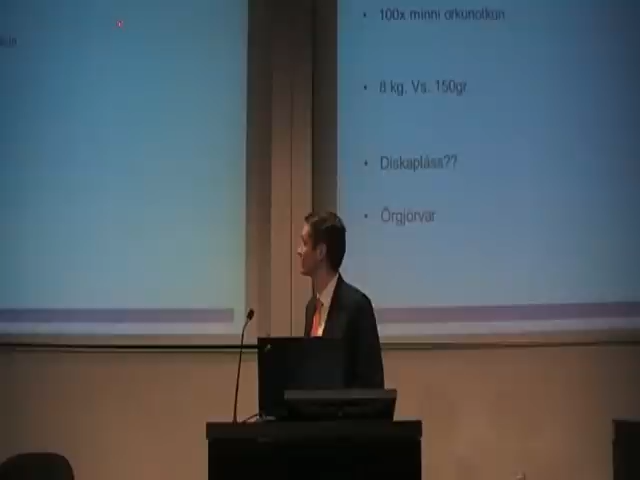 100x minni orkunotkun
8 kg. Vs. 150gr
Diskapláss??
Örgjörvar